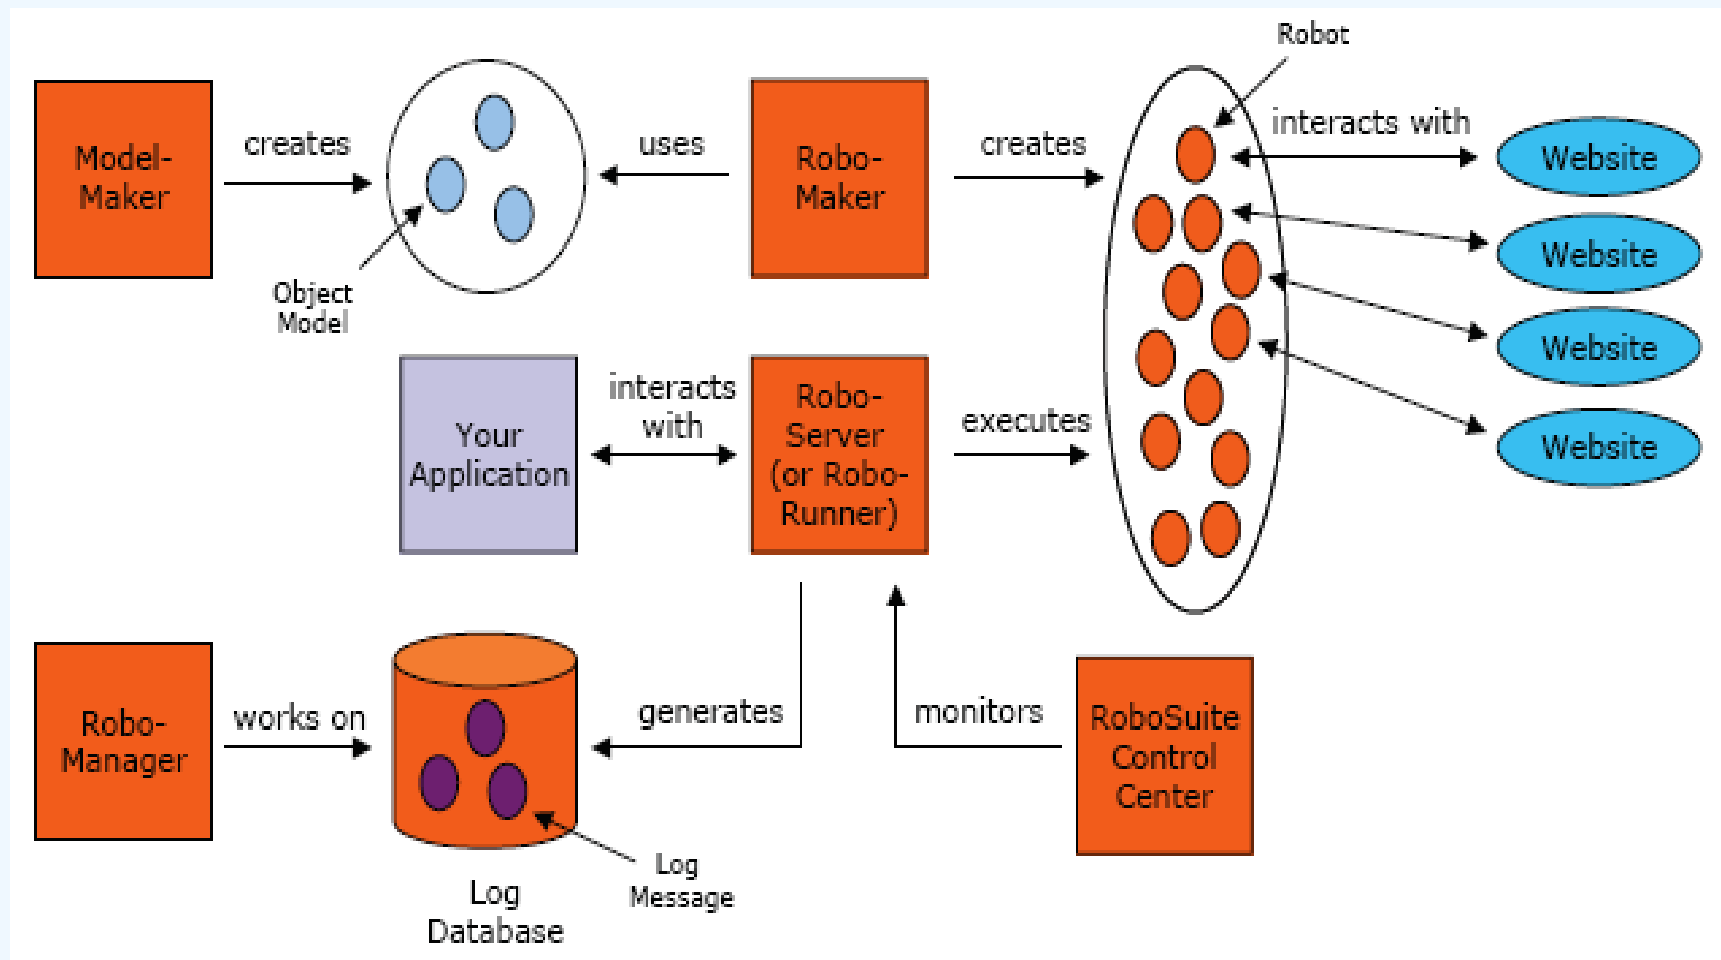 Robot
Model-
Maker
creates
uses
Robo-
Maker
creates
interacts with
Website
Website
Website
Website
Object
Model
Your
Application
interacts
with
Robo-
Server
(or Robo-
Runner)
executes
Robo-
Manager
works on
generates
monitors
RoboSuite
Control
Center
Log
Message
Log
Database